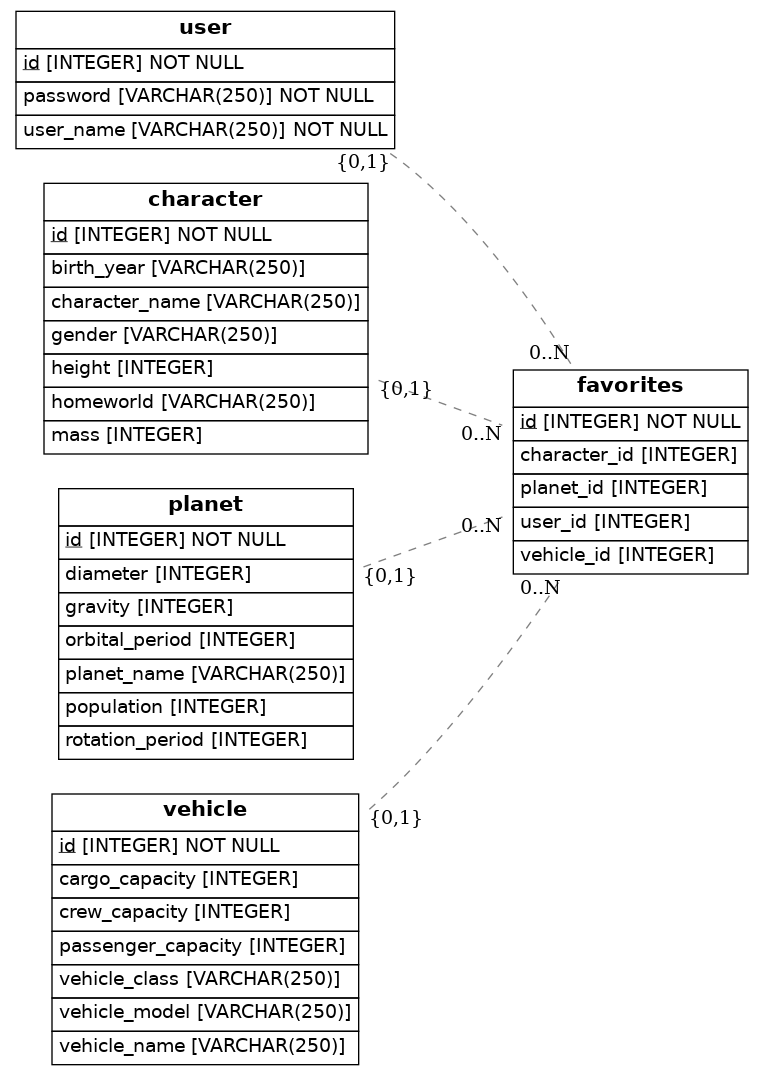 user
id [INTEGER] NOT NULL
password [VARCHAR(250)] NOT NULL
user_name [VARCHAR(250)] NOT NULL
{0,1}
character
id [INTEGER] NOT NULL
birth_year [VARCHAR(250)]
character_name [VARCHAR(250)]
gender [VARCHAR(250)]
height [INTEGER]
homeworld [VARCHAR(250)]
mass [INTEGER]
{0,1}
0..N
0..N
favorites
id [INTEGER] NOT NULL
character_id [INTEGER]
planet_id [INTEGER]
user_id [INTEGER]
vehicle_id [INTEGER]
0..N
0..N
planet
id [INTEGER] NOT NULL
diameter [INTEGER]
gravity [INTEGER]
orbital_period [INTEGER]
planet_name [VARCHAR(250)]
population [INTEGER]
rotation_period [INTEGER]
{0,1}
vehicle
id [INTEGER] NOT NULL
cargo_capacity [INTEGER]
crew_capacity [INTEGER]
passenger_capacity [INTEGER]
vehicle_class [VARCHAR(250)]
vehicle_model [VARCHAR(250)]
vehicle_name [VARCHAR(250)]
{0,1}